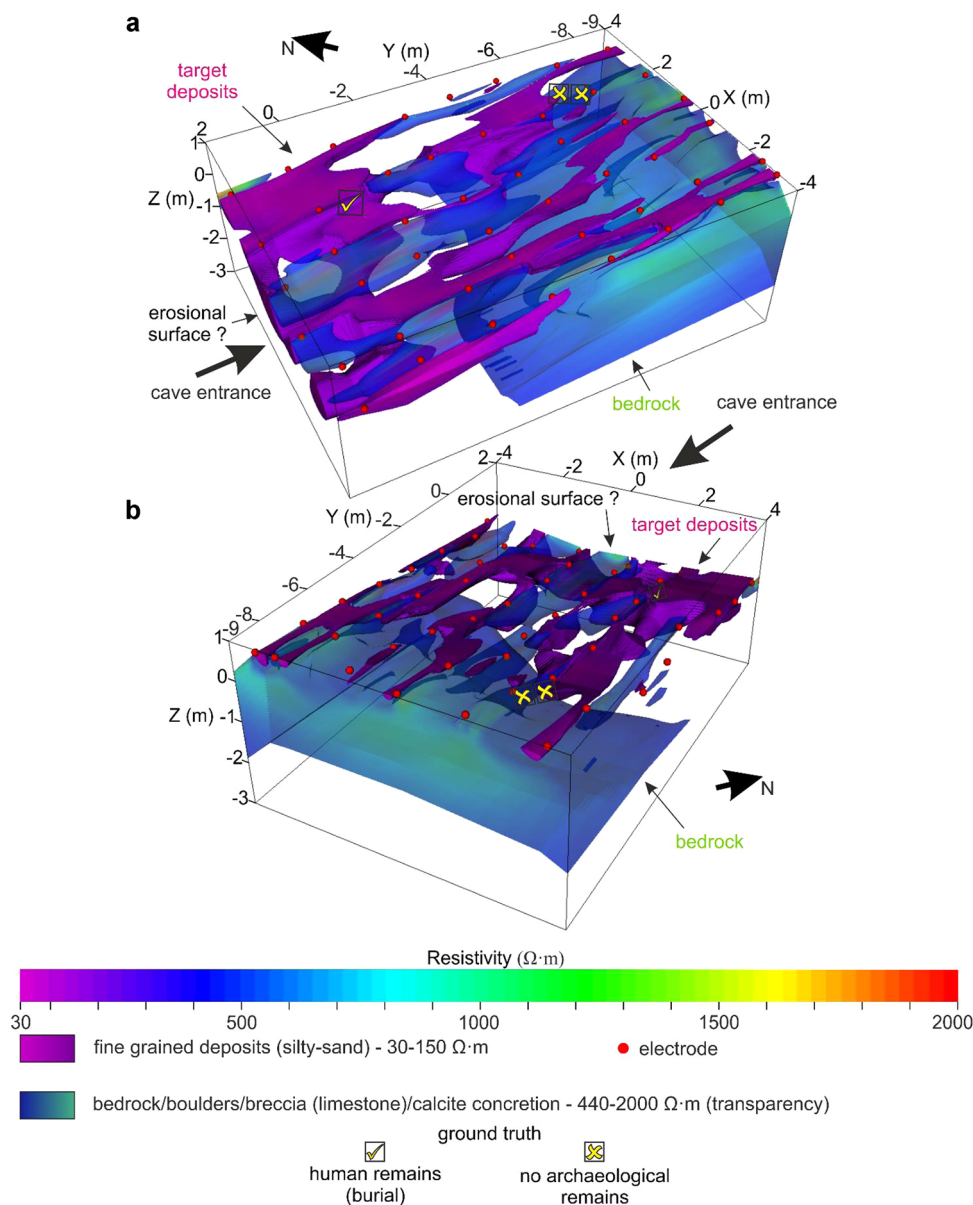 a
N
Y (m)
-9
4
-8
-6
2
-4
0
X (m)
-2
-2
0
-4
2
target
deposits
1
0
Z (m)
-1
-2
-3
erosional
surface ?
cave entrance
bedrock
cave entrance
b
X (m)
2
-4
-2
0
2
4
erosional surface ?
target deposits
0
Y (m)
-2
-4
-6
-8
-9
1
0
Z (m)
-1
-2
-3
N
bedrock
Resistivity (Ω·m)
30
500
1000
1500
2000
fine grained deposits (silty-sand) - 30-150 Ω·m
electrode
bedrock/boulders/breccia (limestone)/calcite concretion - 440-2000 Ω·m (transparency)
ground truth
human remains
(burial)
no archaeological
remains